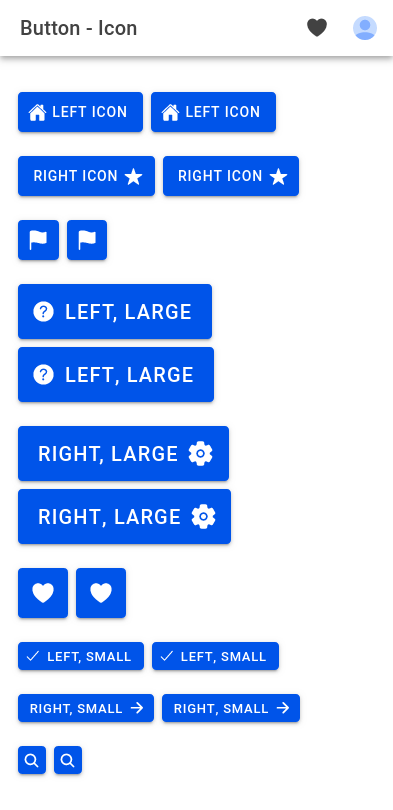 Button - Icon
LEFT ICON LEFT ICON
RIGHT ICON RIGHT ICON
LEFT, LARGE
LEFT, LARGE
RIGHT, LARGE
RIGHT, LARGE
LEFT, SMALL LEFT, SMALL
RIGHT, SMALL RIGHT, SMALL